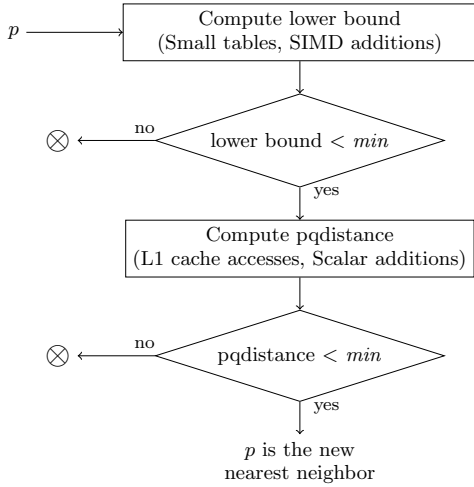 Compute lower bound
p
(Small tables, SIMD additions)
no
lower bound < min
yes
Compute pqdistance
(L1 cache accesses, Scalar additions)
no
pqdistance < min
yes
p is the new
nearest neighbor